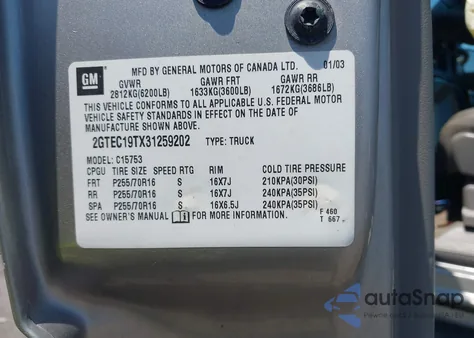 GM
MFD BY GENERAL MOTORS OF CANADA LTD. 01/03
GVWR GAWR FRT GAWR RR
2812KG(6200LB) 1633KG(3600LB) 1672KG(3686LB)
THIS VEHICLE CONFORMS TO ALL APPLICABLE U.S. FEDERAL MOTOR
VEHICLE SAFETY STANDARDS IN EFFECT ON THE DATE OF
MANUFACTURE SHOWN ABOVE.
2GTEC19TX31259202 TYPE: TRUCK
MODEL: C15753
CPGU TIRE SIZE SPEED RTG RIM COLD TIRE PRESSURE
FRT P255/70R16 S 16X7J 210KPA(30PSI)
RR P255/70R16 S 16X7J 240KPA(35PSI)
SPA P255/70R16 S 16X6.5J 240KPA(35PSI)
SEE OWNER'S MANUAL FOR MORE INFORMATION.
F 460
T 667
autoSnap